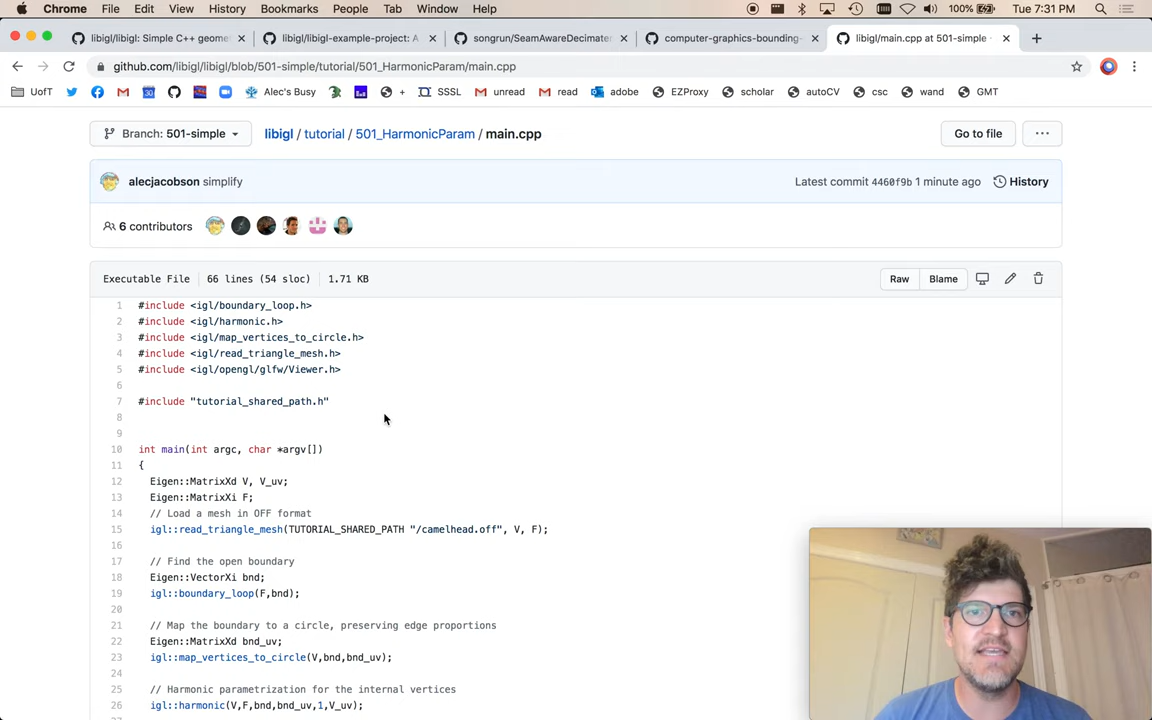 Chrome File Edit View History Bookmarks People Tab Window Help 100% Tue 7:31 PM
libigl/libigl: Simple C++ geome libigl/libigl-example-project: A songrun/SeamAwareDecimate computer-graphics-bounding- libigl/main.cpp at 501-simple
github.com/libigl/libigl/blob/501-simple/tutorial/501_HarmonicParam/main.cpp
UofT 30 + Alec's Busy SSSL unread read adobe EZProxy scholar autoCV csc wand GMT
Branch: 501-simple libigl / tutorial / 501_HarmonicParam / main.cpp Go to file
alecjacobson simplify Latest commit 4460f9b 1 minute ago History
6 contributors
Executable File 66 lines (54 sloc) 1.71 KB Raw Blame
1 #include <igl/boundary_loop.h>
2 #include <igl/harmonic.h>
3 #include <igl/map_vertices_to_circle.h>
4 #include <igl/read_triangle_mesh.h>
5 #include <igl/opengl/glfw/Viewer.h>
6
7 #include "tutorial_shared_path.h"
8
9
10 int main(int argc, char *argv[])
11 {
12 Eigen::MatrixXd V, V_uv;
13 Eigen::MatrixXi F;
14 // Load a mesh in OFF format
15 igl::read_triangle_mesh(TUTORIAL_SHARED_PATH "/camelhead.off", V, F);
16
17 // Find the open boundary
18 Eigen::VectorXi bnd;
19 igl::boundary_loop(F,bnd);
20
21 // Map the boundary to a circle, preserving edge proportions
22 Eigen::MatrixXd bnd_uv;
23 igl::map_vertices_to_circle(V,bnd,bnd_uv);
24
25 // Harmonic parametrization for the internal vertices
26 igl::harmonic(V,F,bnd,bnd_uv,1,V_uv);